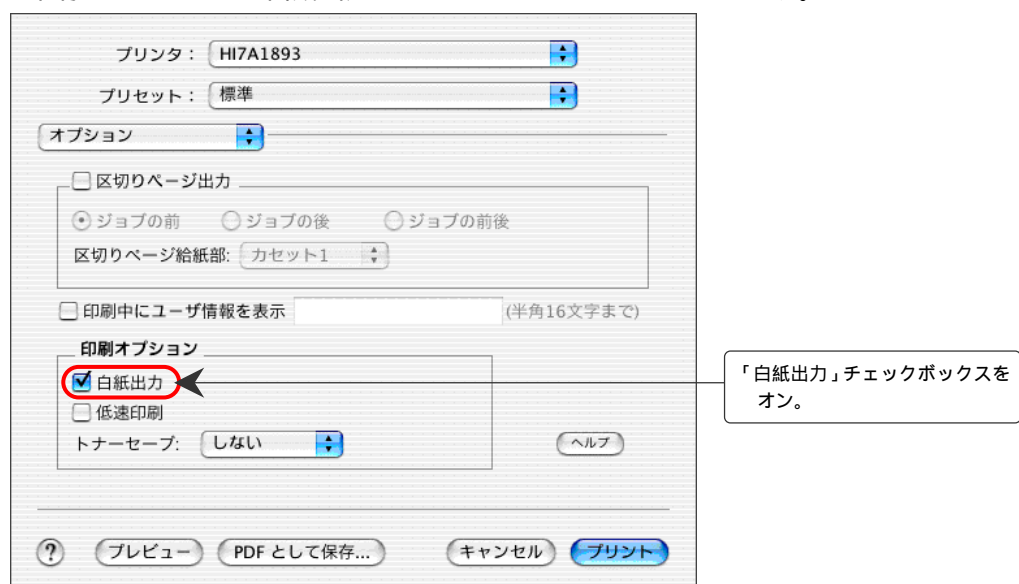 プリンタ： HI7A1893
プリセット： 標準
オプション
区切りページ出力
ジョブの前 ジョブの後 ジョブの前後
区切りページ給紙部: カセット1
印刷中にユーザ情報を表示 (半角16文字まで)
印刷オプション
白紙出力
低速印刷
トナーセーブ: しない
ヘルプ
? プレビュー PDF として保存... キャンセル プリント
「白紙出力」チェックボックスを
オン。